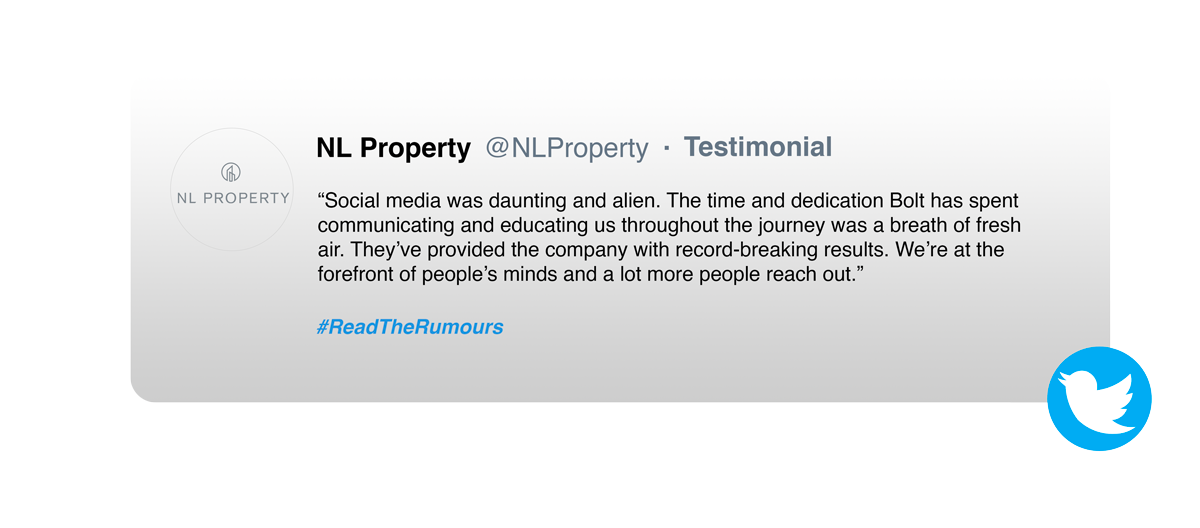 NL Property @NLProperty · Testimonial
NL PROPERTY
“Social media was daunting and alien. The time and dedication Bolt has spent
communicating and educating us throughout the journey was a breath of fresh
air. They’ve provided the company with record-breaking results. We’re at the
forefront of people’s minds and a lot more people reach out.”
#ReadTheRumours